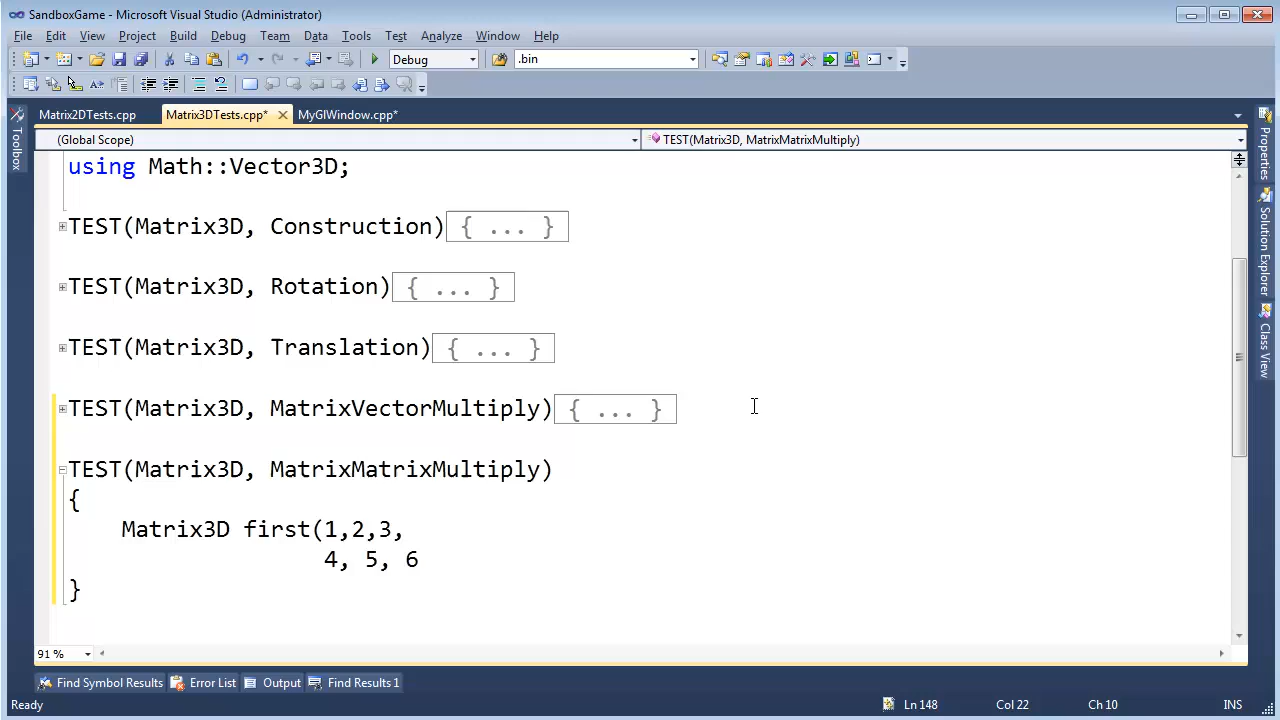 SandboxGame - Microsoft Visual Studio (Administrator)
File Edit View Project Build Debug Team Data Tools Test Analyze Window Help
Debug .bin
Matrix2DTests.cpp Matrix3DTests.cpp* MyGlWindow.cpp*
(Global Scope) TEST(Matrix3D, MatrixMatrixMultiply)
using Math::Vector3D;
TEST(Matrix3D, Construction){ ... }
TEST(Matrix3D, Rotation){ ... }
TEST(Matrix3D, Translation){ ... }
TEST(Matrix3D, MatrixVectorMultiply){ ... }
TEST(Matrix3D, MatrixMatrixMultiply)
{
Matrix3D first(1,2,3,
4, 5, 6
}
91 %
Toolbox
Properties
Solution Explorer
Class View
Find Symbol Results Error List Output Find Results 1
Ready Ln 148 Col 22 Ch 10 INS